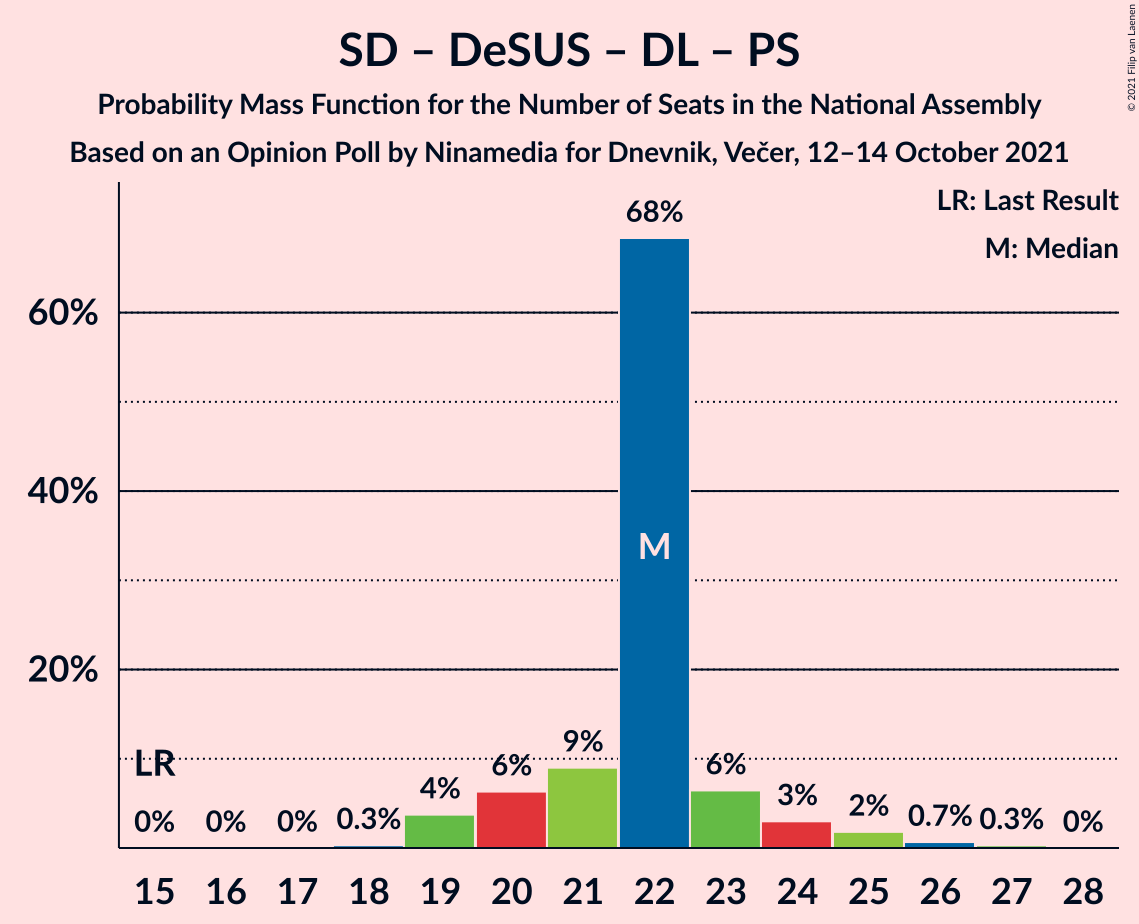 SD – DeSUS – DL – PS
Probability Mass Function for the Number of Seats in the National Assembly
Based on an Opinion Poll by Ninamedia for Dnevnik, Večer, 12–14 October 2021
© 2021 Filip van Laenen
LR: Last Result
M: Median
68%
60%
40%
M
20%
LR
0%
0%
0%
0.3%
4%
6%
9%
6%
3%
2%
0.7%
0.3%
0%
15 16 17 18 19 20 21 22 23 24 25 26 27 28